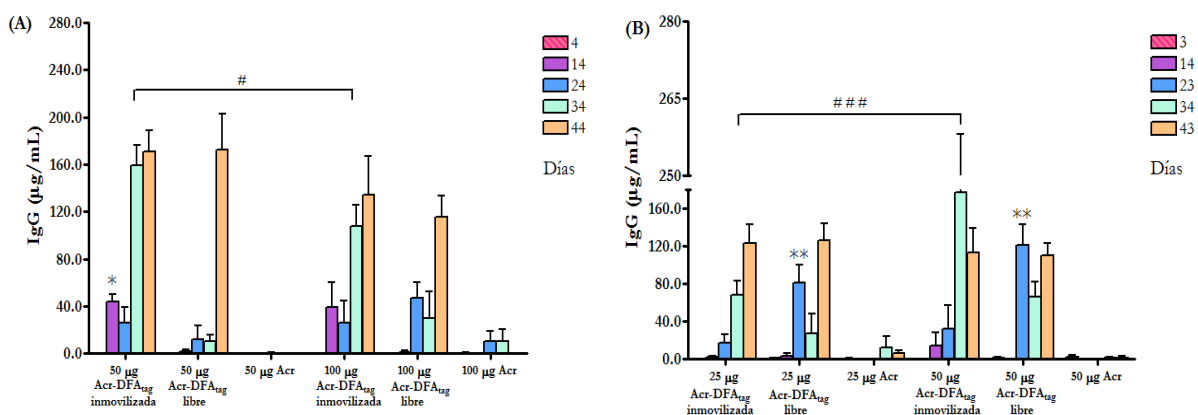 (A)
IgG (µg/mL)
280.0
240.0
200.0
160.0
120.0
80.0
40.0
0.0
#
*
4
14
24
34
44
Días
50 µg
Acr-DFAtag
inmovilizada
50 µg
Acr-DFAtag
libre
50 µg Acr
100 µg
Acr-DFAtag
inmovilizada
100 µg
Acr-DFAtag
libre
100 µg Acr
(B)
IgG (µg/mL)
280
265
250
160.0
120.0
80.0
40.0
0.0
###
**
**
3
14
23
34
43
Días
25 µg
Acr-DFAtag
inmovilizada
25 µg
Acr-DFAtag
libre
25 µg Acr
50 µg
Acr-DFAtag
inmovilizada
50 µg
Acr-DFAtag
libre
50 µg Acr